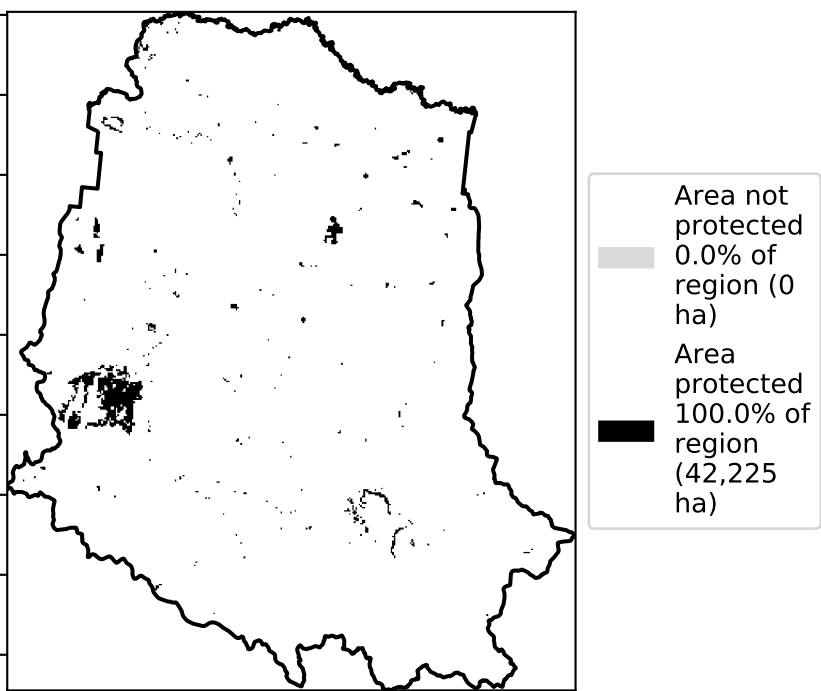 Area not
protected
0.0% of
region (0
ha)
Area
protected
100.0% of
region
(42,225
ha)